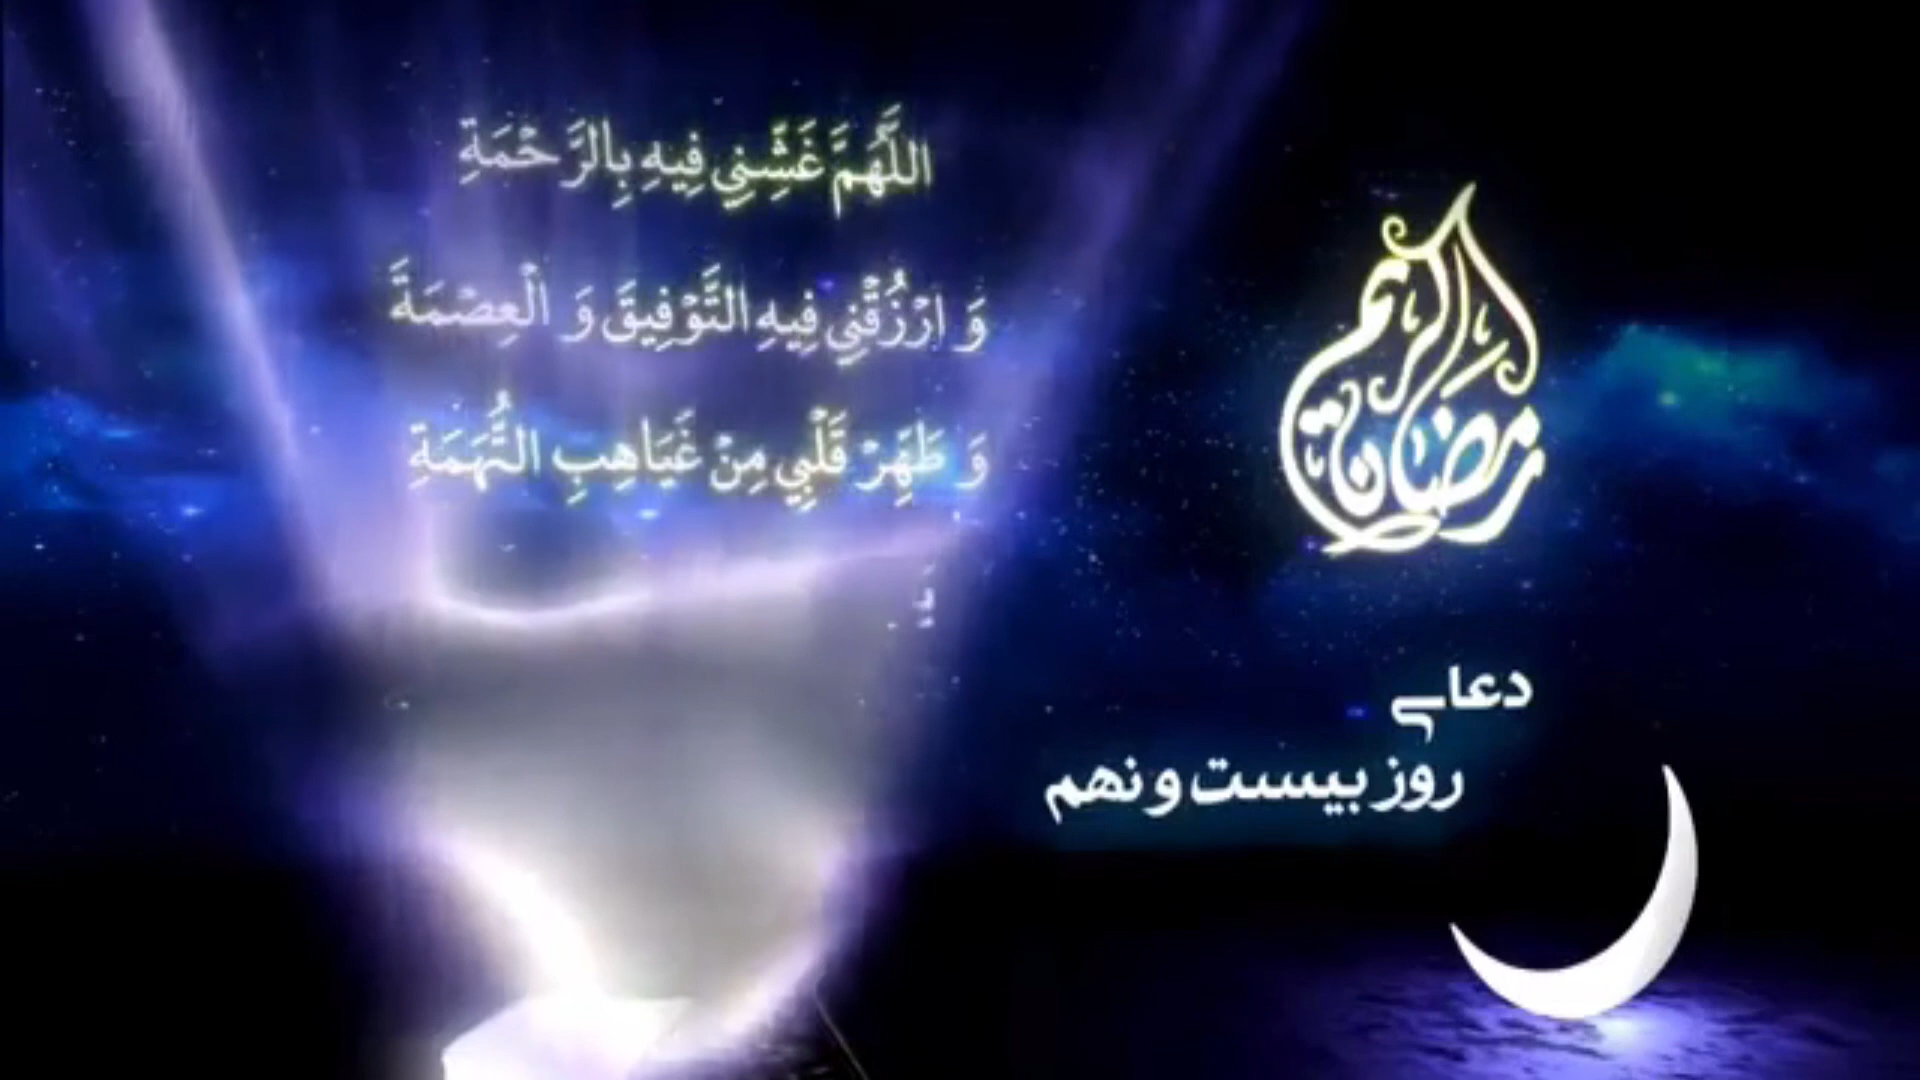 اللَّهُمَّ غَشِّنِي فِيهِ بِالرَّحْمَةِ
وَ ارْزُقْنِي فِيهِ التَّوْفِيقَ وَ الْعِصْمَةَ
وَ طَهِّرْ قَلْبِي مِنْ غَيَاهِبِ التُّهَمَةِ
رمضان الكريم
دعای
روز بیست و نهم